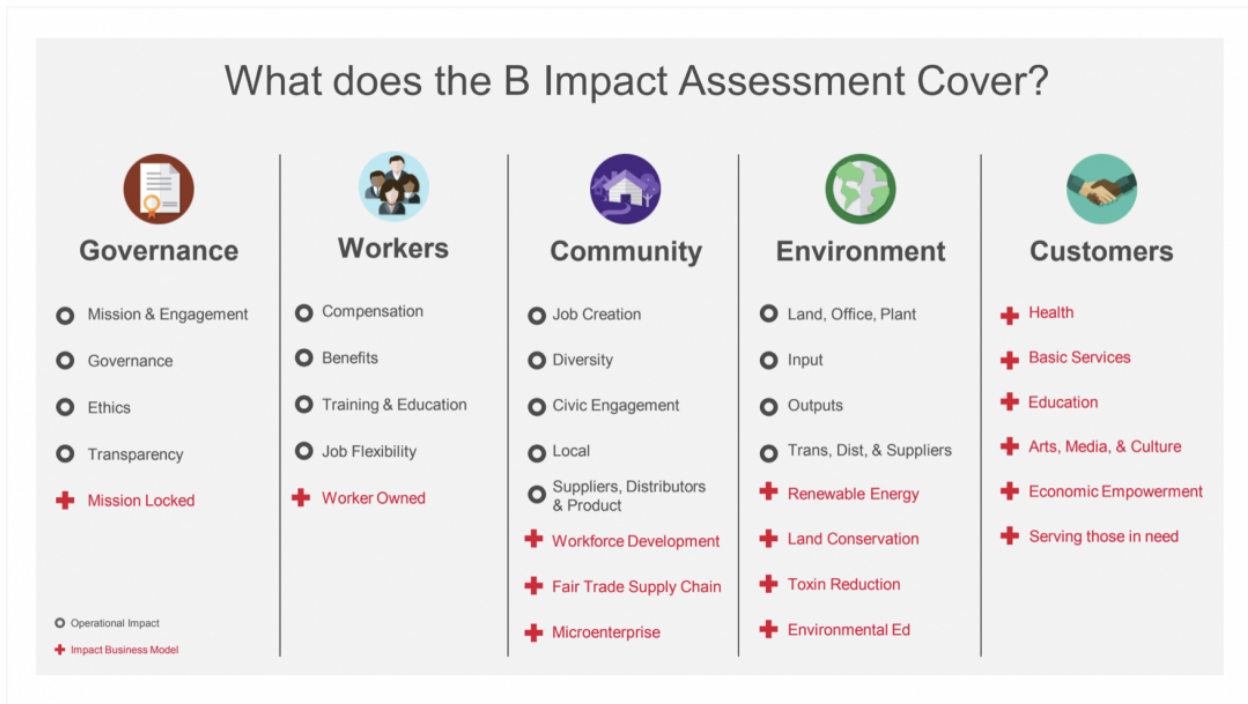 What does the B Impact Assessment Cover?
Governance
Mission & Engagement
Governance
Ethics
Transparency
Mission Locked
Workers
Compensation
Benefits
Training & Education
Job Flexibility
Worker Owned
Community
Job Creation
Diversity
Civic Engagement
Local
Suppliers, Distributors
& Product
Workforce Development
Fair Trade Supply Chain
Microenterprise
Environment
Land, Office, Plant
Input
Outputs
Trans, Dist, & Suppliers
Renewable Energy
Land Conservation
Toxin Reduction
Environmental Ed
Customers
Health
Basic Services
Education
Arts, Media, & Culture
Economic Empowerment
Serving those in need
Operational Impact
Impact Business Model